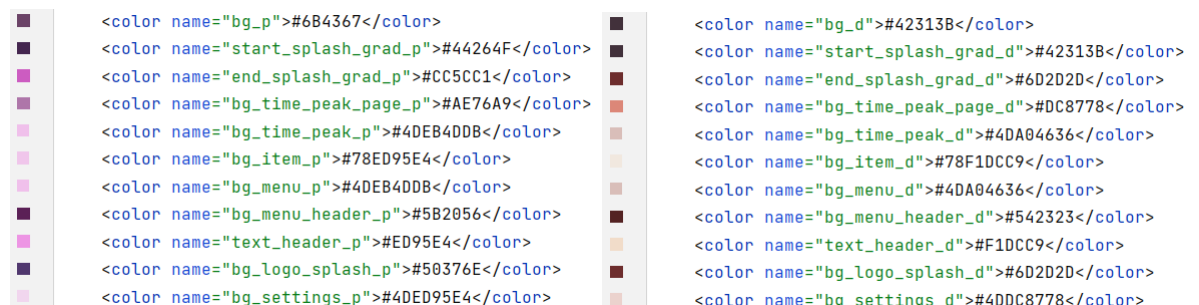 <color name="bg_p">#6B4367</color>
<color name="start_splash_grad_p">#44264F</color>
<color name="end_splash_grad_p">#CC5CC1</color>
<color name="bg_time_peak_page_p">#AE76A9</color>
<color name="bg_time_peak_p">#4DEB4DDB</color>
<color name="bg_item_p">#78ED95E4</color>
<color name="bg_menu_p">#4DEB4DDB</color>
<color name="bg_menu_header_p">#5B2056</color>
<color name="text_header_p">#ED95E4</color>
<color name="bg_logo_splash_p">#50376E</color>
<color name="bg_settings_p">#4DED95E4</color>
<color name="bg_d">#42313B</color>
<color name="start_splash_grad_d">#42313B</color>
<color name="end_splash_grad_d">#6D2D2D</color>
<color name="bg_time_peak_page_d">#DC8778</color>
<color name="bg_time_peak_d">#4DA04636</color>
<color name="bg_item_d">#78F1DCC9</color>
<color name="bg_menu_d">#4DA04636</color>
<color name="bg_menu_header_d">#542323</color>
<color name="text_header_d">#F1DCC9</color>
<color name="bg_logo_splash_d">#6D2D2D</color>
<color name="bg_settings_d">#4DDC8778</color>